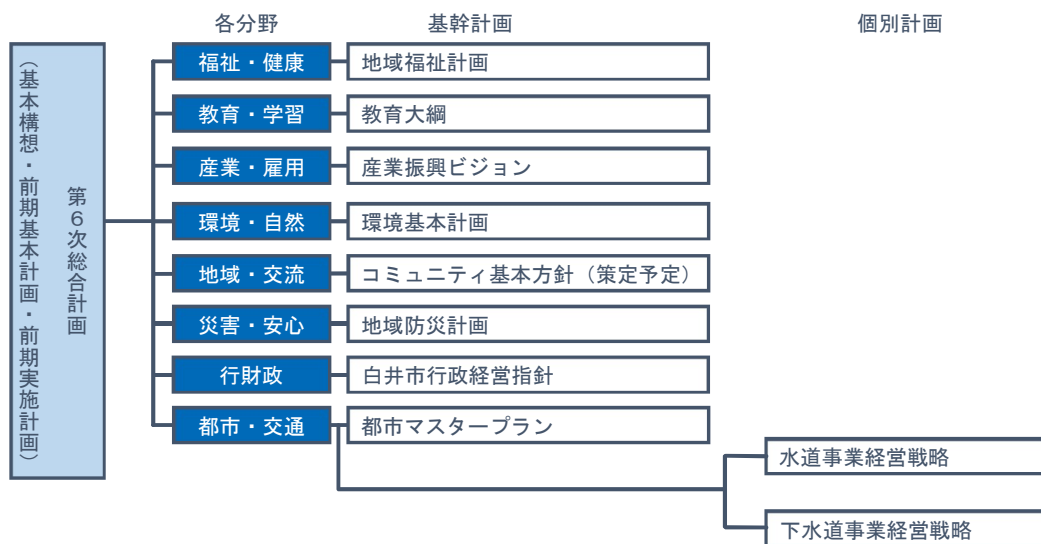 各分野
基幹計画
個別計画
第6次総合計画
（基本構想・前期基本計画・前期実施計画）
福祉・健康
地域福祉計画
教育・学習
教育大綱
産業・雇用
産業振興ビジョン
環境・自然
環境基本計画
地域・交流
コミュニティ基本方針（策定予定）
災害・安心
地域防災計画
行財政
白井市行政経営指針
都市・交通
都市マスタープラン
水道事業経営戦略
下水道事業経営戦略